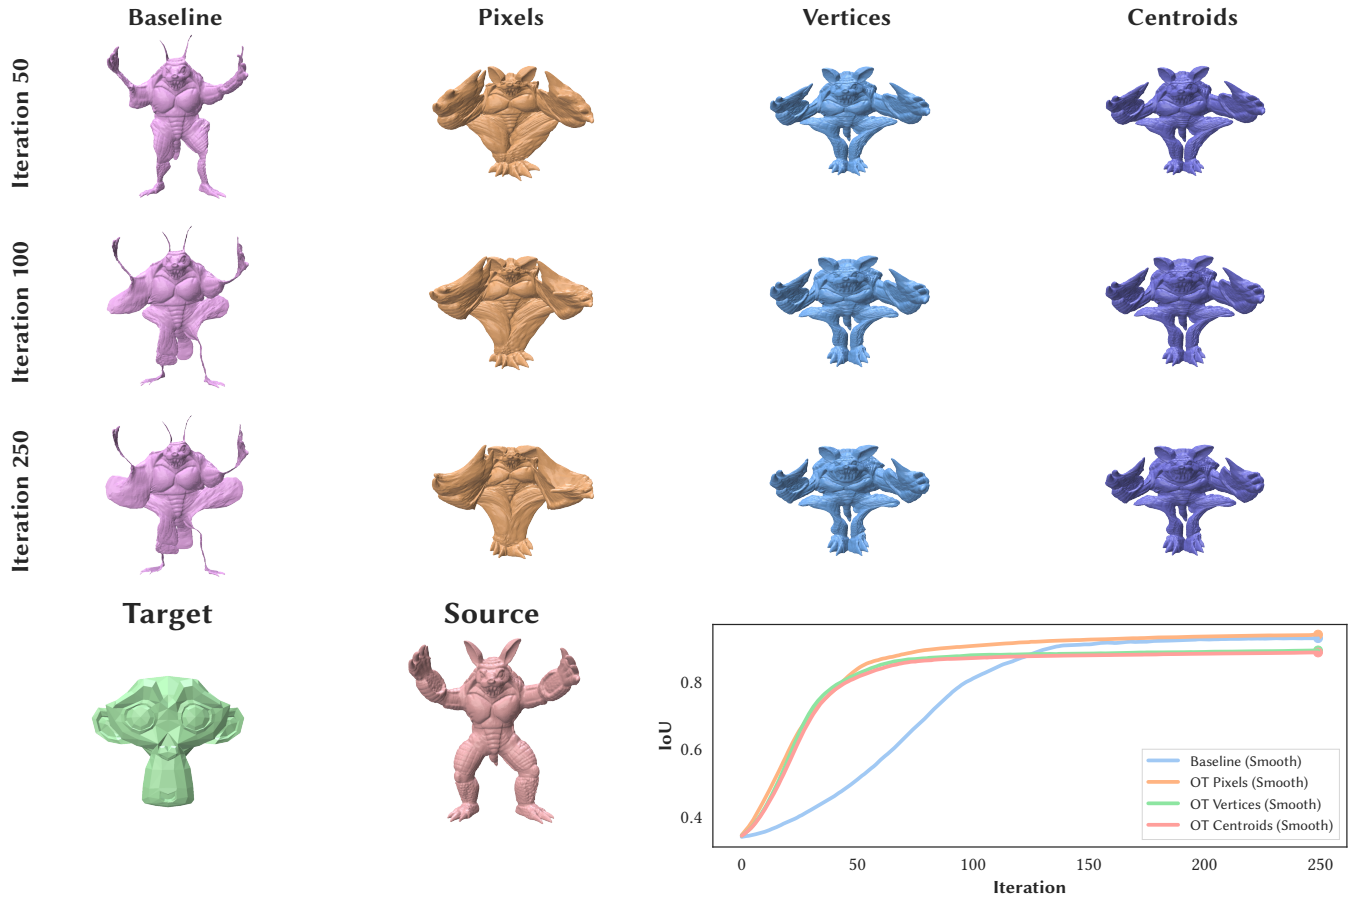 Baseline Pixels Vertices Centroids
Iteration 50
Iteration 100
Iteration 250
Target Source
IoU
0.8
0.6
0.4
Baseline (Smooth)
OT Pixels (Smooth)
OT Vertices (Smooth)
OT Centroids (Smooth)
0 50 100 150 200 250
Iteration